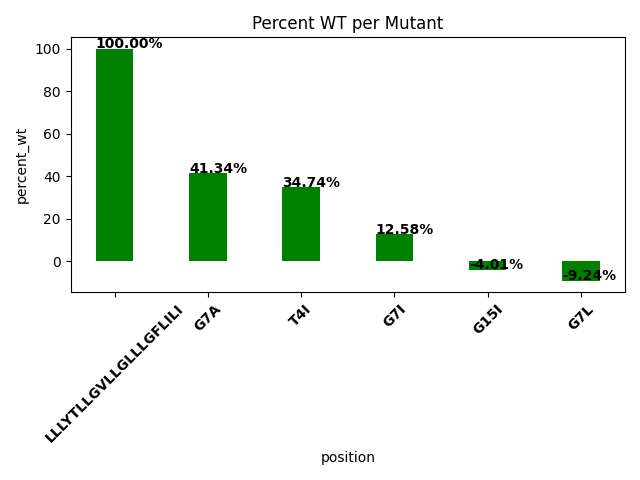 Percent WT per Mutant
percent_wt
100
80
60
40
20
0
100.00%
41.34%
34.74%
12.58%
-4.01%
-9.24%
LLLYTLLGVLLGLLLGFLILI
G7A
T4I
G7I
G15I
G7L
position